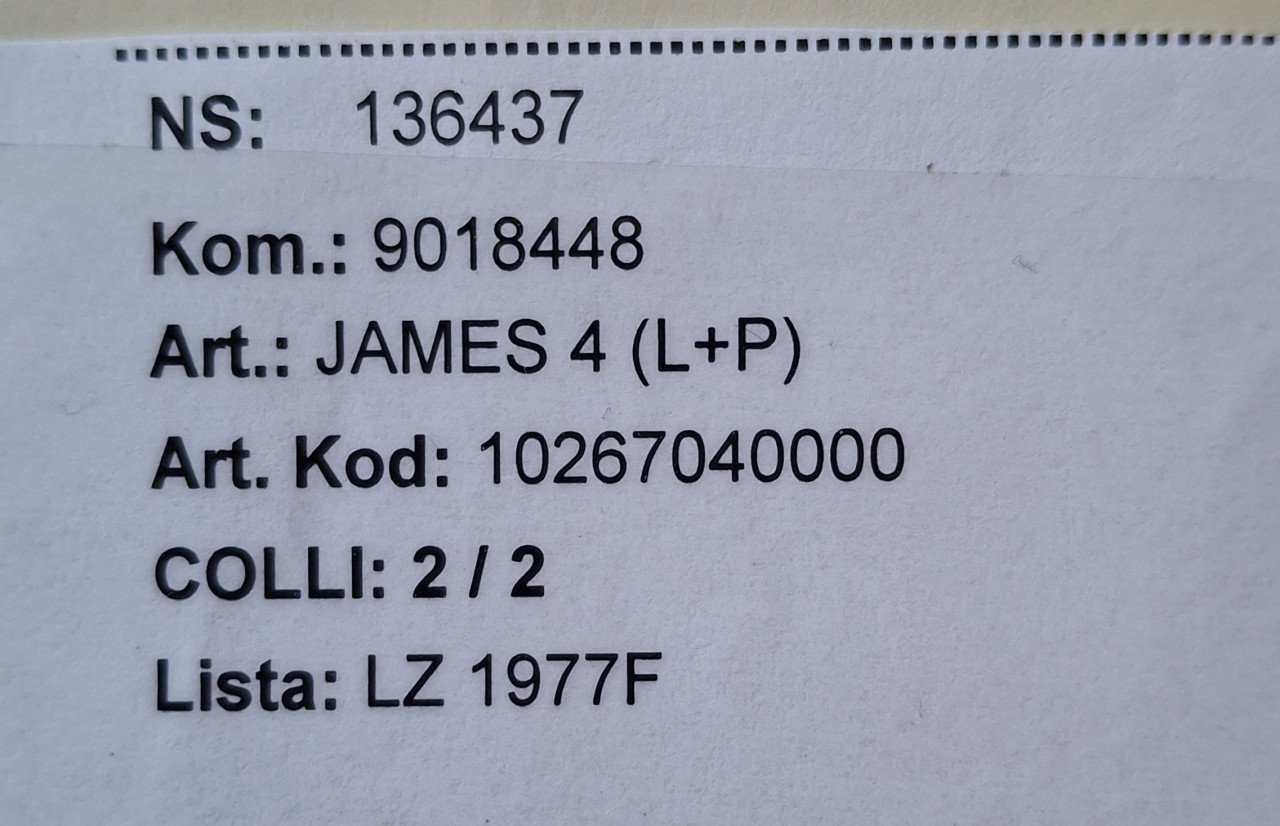 NS: 136437
Kom.: 9018448
Art.: JAMES 4 (L+P)
Art. Kod: 10267040000
COLLI: 2 / 2
Lista: LZ 1977F